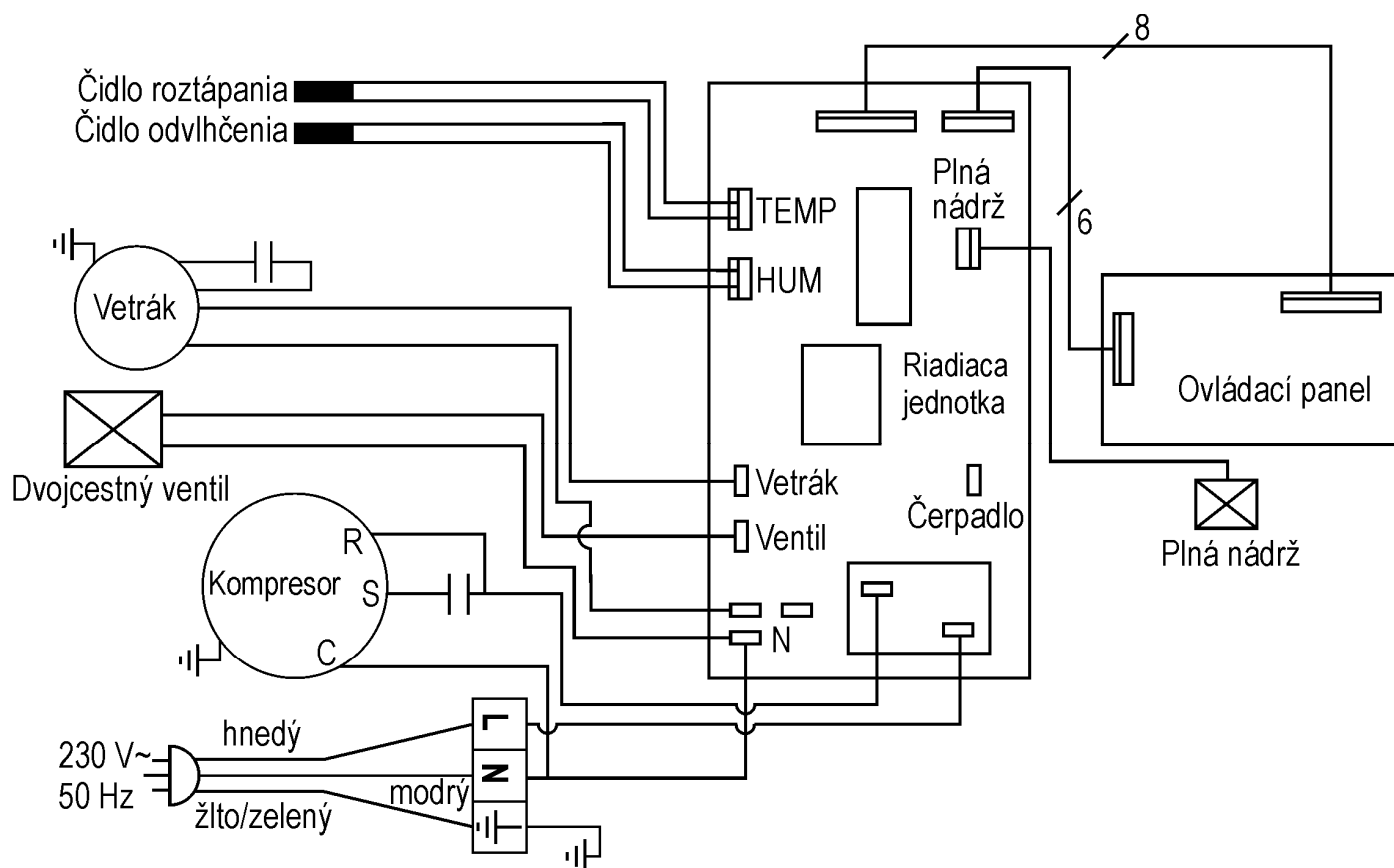 8
Čidlo roztápania
Čidlo odvlhčenia
TEMP
HUM
Plná
nádrž
6
Vetrák
Riadiaca
jednotka
Ovládací panel
Dvojcestný ventil
Vetrák
Čerpadlo
Ventil
Plná nádrž
R
Kompresor
S
C
N
L
N
hnedý
230 V~
50 Hz
modrý
žlto/zelený